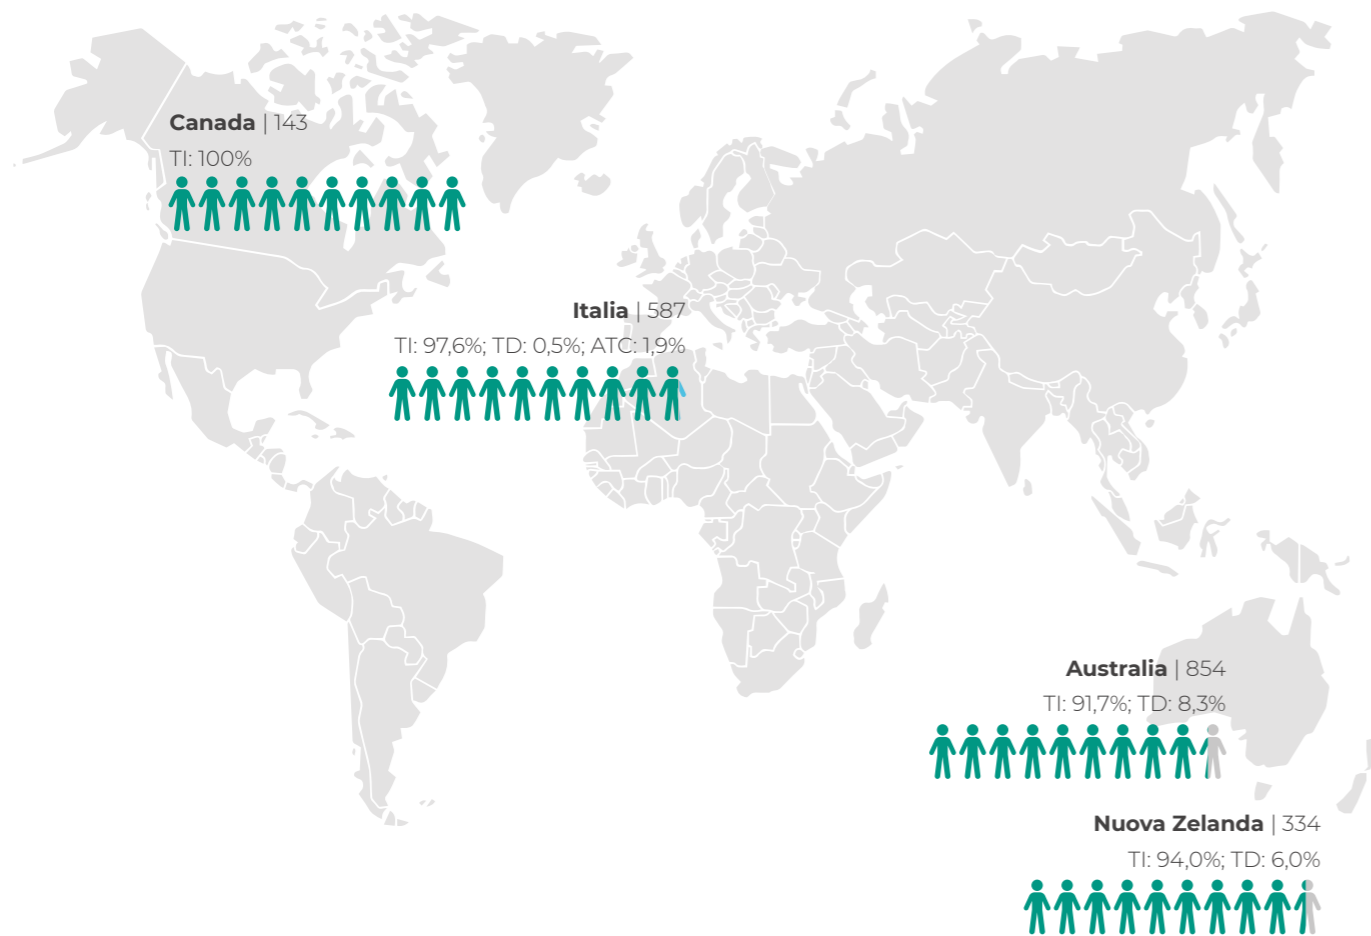 Canada | 143
TI: 100%
Italia | 587
TI: 97,6%; TD: 0,5%; ATC: 1,9%
Australia | 854
TI: 91,7%; TD: 8,3%
Nuova Zelanda | 334
TI: 94,0%; TD: 6,0%